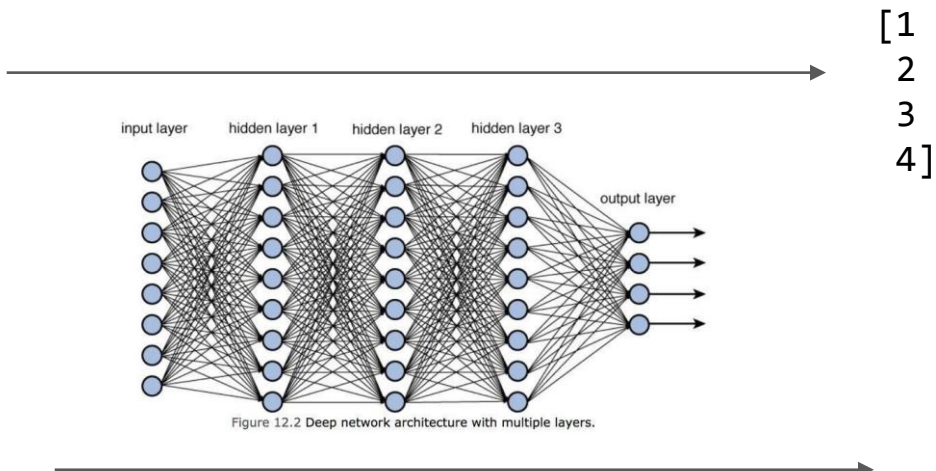 [1
2
3
4]
input layer hidden layer 1 hidden layer 2 hidden layer 3
output layer
Figure 12.2 Deep network architecture with multiple layers.